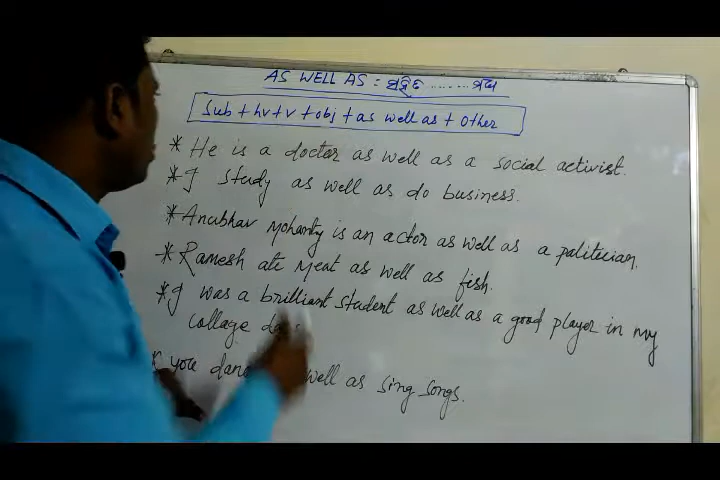 AS WELL AS : ସହିତ ........ ମଧ୍ୟ
Sub + hv + v + obj + as well as + other
* He is a doctor as well as a social activist.
* I study as well as do business.
* Anubhav Mohanty is an actor as well as a politician.
* Ramesh ate Meat as well as fish.
* I was a brilliant student as well as a good player in my
collage
* you well as sing songs.